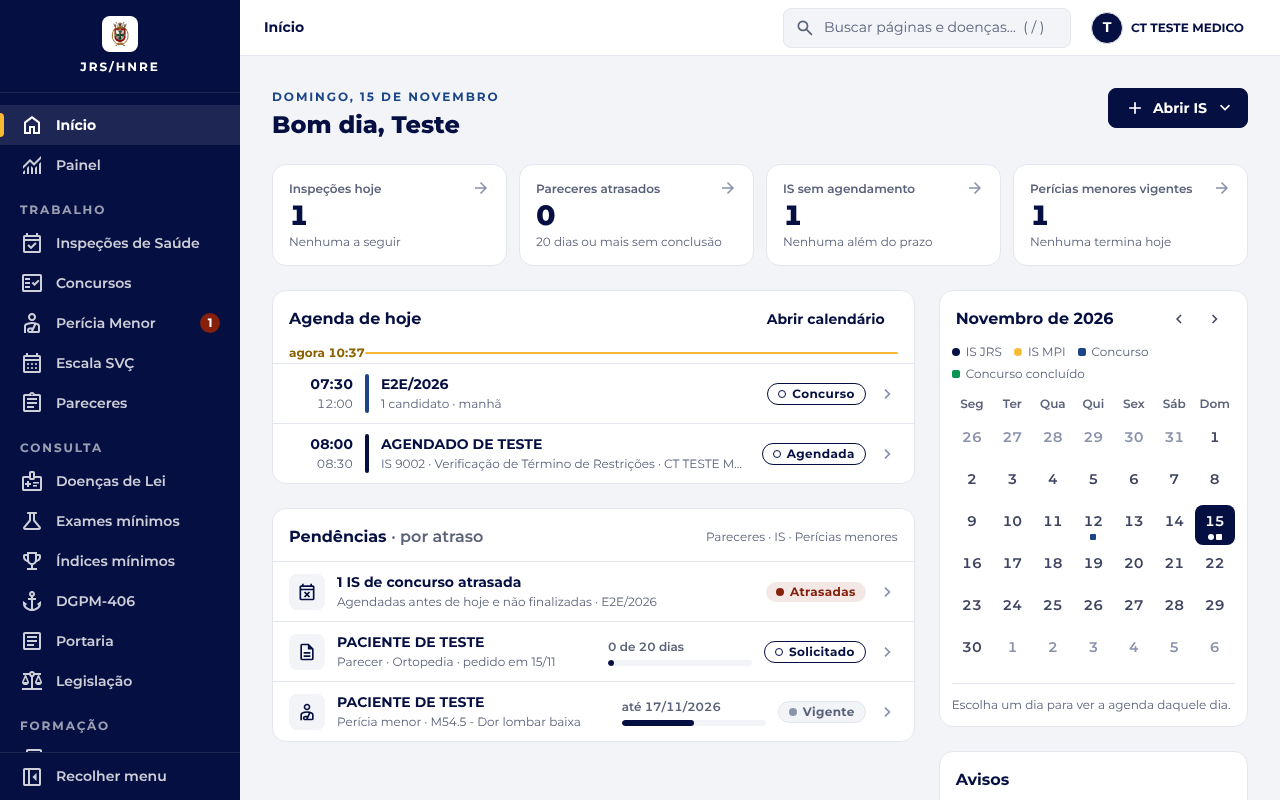 JRS/HNRE
Início
Painel
TRABALHO
Inspeções de Saúde
Concursos
Perícia Menor 1
Escala SVÇ
Pareceres
CONSULTA
Doenças de Lei
Exames mínimos
Índices mínimos
DGPM-406
Portaria
Legislação
FORMAÇÃO
Recolher menu
Início
Buscar páginas e doenças... ( / )
T CT TESTE MEDICO
DOMINGO, 15 DE NOVEMBRO
Bom dia, Teste
Abrir IS
Inspeções hoje
1
Nenhuma a seguir
Pareceres atrasados
0
20 dias ou mais sem conclusão
IS sem agendamento
1
Nenhuma além do prazo
Perícias menores vigentes
1
Nenhuma termina hoje
Agenda de hoje Abrir calendário
agora 10:37
07:30 E2E/2026 Concurso
12:00 1 candidato · manhã
08:00 AGENDADO DE TESTE Agendada
08:30 IS 9002 · Verificação de Término de Restrições · CT TESTE M...
Pendências · por atraso Pareceres · IS · Perícias menores
1 IS de concurso atrasada Atrasadas
Agendadas antes de hoje e não finalizadas · E2E/2026
PACIENTE DE TESTE 0 de 20 dias Solicitado
Parecer · Ortopedia · pedido em 15/11
PACIENTE DE TESTE até 17/11/2026 Vigente
Perícia menor · M54.5 - Dor lombar baixa
Novembro de 2026
IS JRS IS MPI Concurso
Concurso concluído
Seg Ter Qua Qui Sex Sáb Dom
26 27 28 29 30 31 1
2 3 4 5 6 7 8
9 10 11 12 13 14 15
16 17 18 19 20 21 22
23 24 25 26 27 28 29
30 1 2 3 4 5 6
Escolha um dia para ver a agenda daquele dia.
Avisos